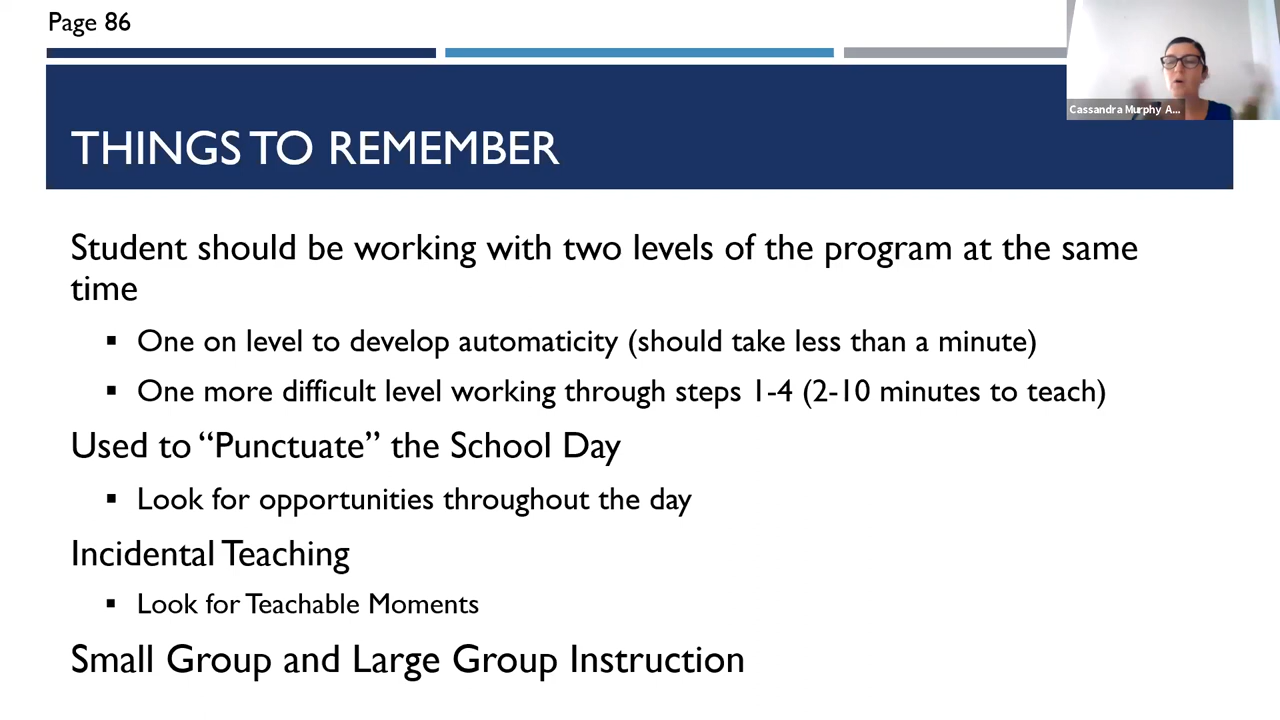 Page 86
Cassandra Murphy A...
THINGS TO REMEMBER
Student should be working with two levels of the program at the same
time
▪ One on level to develop automaticity (should take less than a minute)
▪ One more difficult level working through steps 1-4 (2-10 minutes to teach)
Used to “Punctuate” the School Day
▪ Look for opportunities throughout the day
Incidental Teaching
▪ Look for Teachable Moments
Small Group and Large Group Instruction